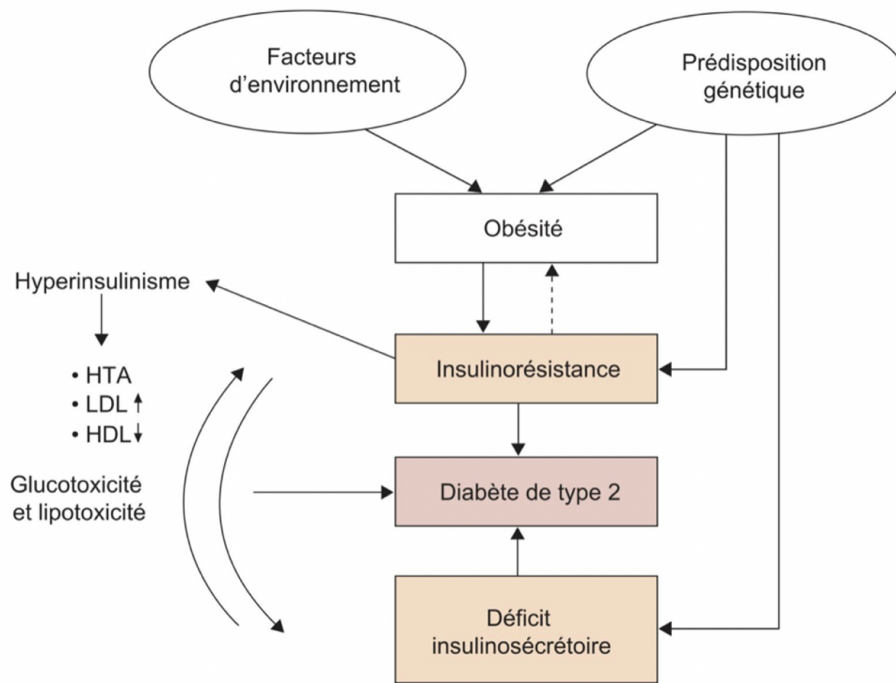 Facteurs
d'environnement
Prédisposition
génétique
Obésité
Hyperinsulinisme
• HTA
• LDL ↑
• HDL ↓
Insulinorésistance
Glucotoxicité
et lipotoxicité
Diabète de type 2
Déficit
insulinosécrétoire